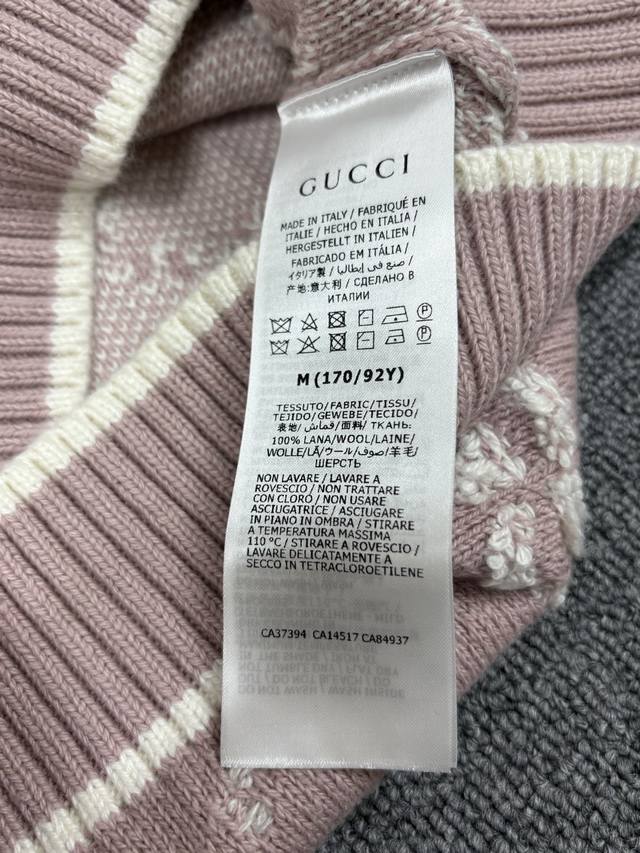 GUCCI
MADE IN ITALY / FABRIQUÉ EN
ITALIE / HECHO EN ITALIA /
HERGESTELLT IN ITALIEN /
FABRICADO EM ITÁLIA /
イタリア製 / صنع في إيطاليا /
产地:意大利 / СДЕЛАНО В
ИТАЛИИ
M (170/92Y)
TESSUTO/FABRIC/TISSU/
TEJIDO/GEWEBE/TECIDO/
表地/قماش/面料/ ТКАНЬ:
100% LANA/WOOL/LAINE/
WOLLE/LÃ/ウール/صوف/羊毛/
ШЕРСТЬ
NON LAVARE / LAVARE A
ROVESCIO / NON TRATTARE
CON CLORO / NON USARE
ASCIUGATRICE / ASCIUGARE
IN PIANO IN OMBRA / STIRARE
A TEMPERATURA MASSIMA
110 °C / STIRARE A ROVESCIO /
LAVARE DELICATAMENTE A
SECCO IN TETRACLOROETILENE
CA37394 CA14517 CA84937